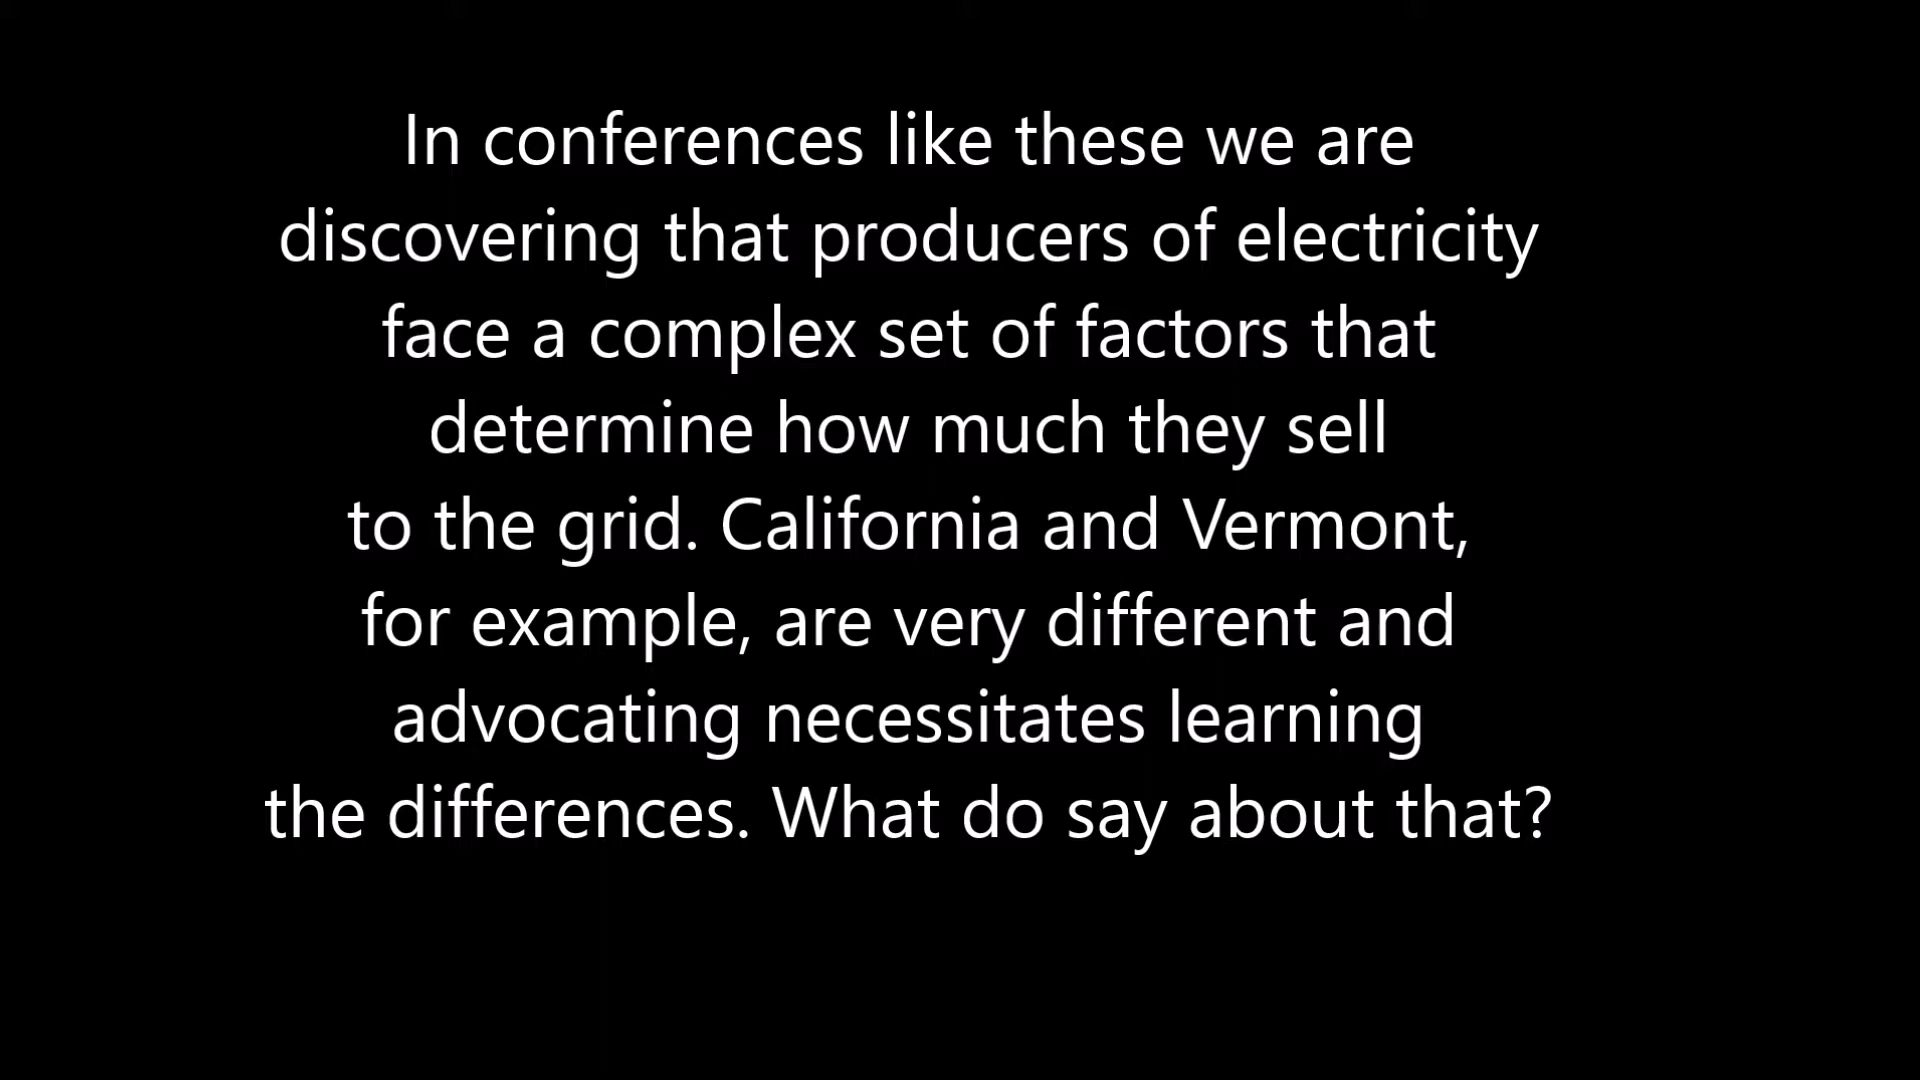 In conferences like these we are
discovering that producers of electricity
face a complex set of factors that
determine how much they sell
to the grid. California and Vermont,
for example, are very different and
advocating necessitates learning
the differences. What do say about that?